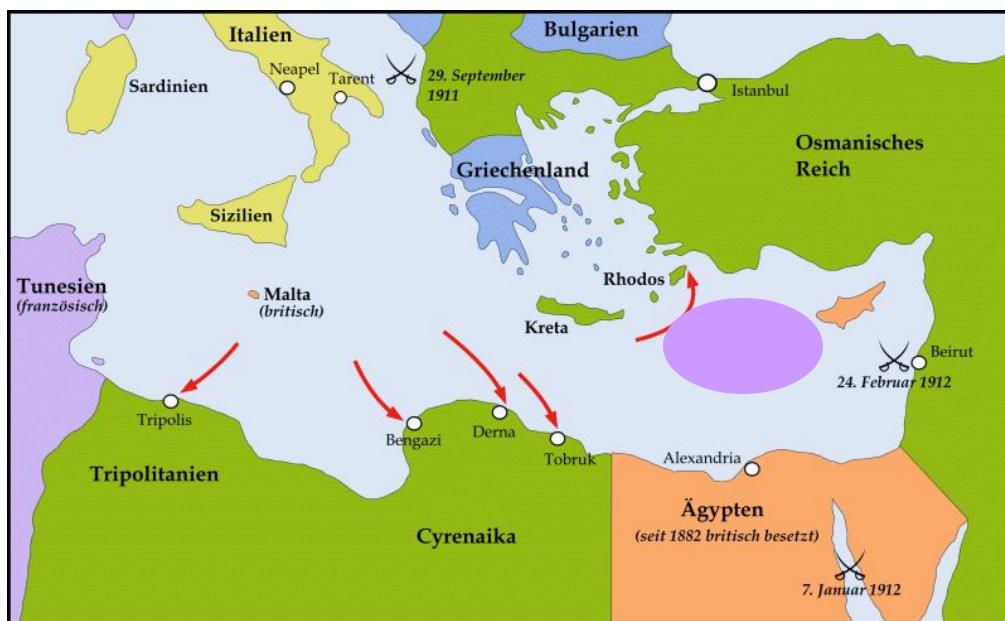 Italien
Bulgarien
Neapel
Tarent
Sardinien
29. September
1911
Istanbul
Osmanisches
Reich
Griechenland
Sizilien
Tunesien
(französisch)
Malta
(britisch)
Rhodos
Kreta
Beirut
24. Februar 1912
Tripolis
Bengazi
Derna
Tobruk
Alexandria
Tripolitanien
Cyrenaika
Ägypten
(seit 1882 britisch besetzt)
7. Januar 1912